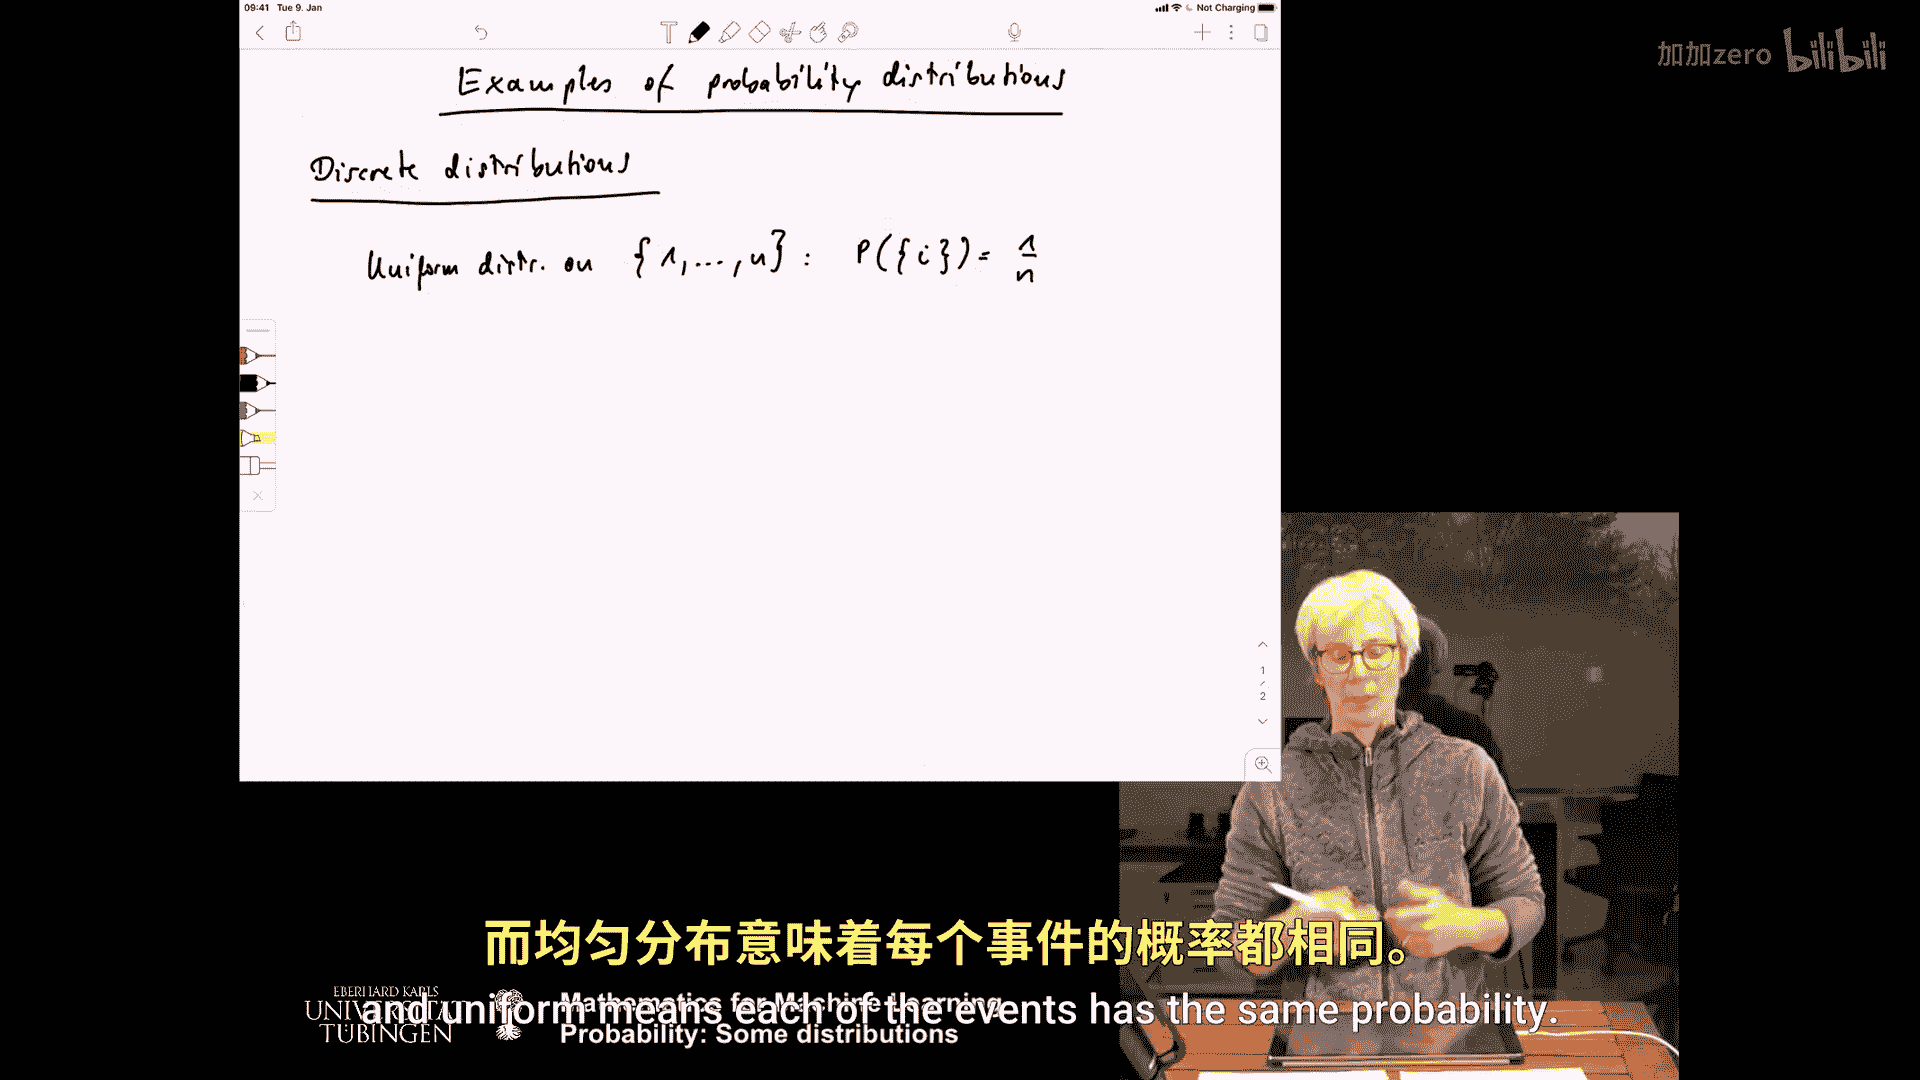 09:41 Tue 9. Jan
Not Charging
加加zero bilibili
Examples of probability distributions
Discrete distributions
Uniform distr. on {1,...,n}: P({i}) = 1/n
1
2
而均匀分布意味着每个事件的概率都相同。
and uniform means each of the events has the same probability.
EBERHARD KARLS
UNIVERSITÄT
TÜBINGEN
Mathematics for Machine Learning
Probability: Some distributions